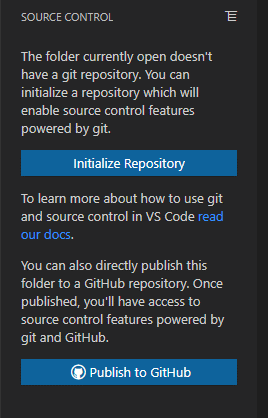 SOURCE CONTROL
The folder currently open doesn't
have a git repository. You can
initialize a repository which will
enable source control features
powered by git.
Initialize Repository
To learn more about how to use git
and source control in VS Code read
our docs.
You can also directly publish this
folder to a GitHub repository. Once
published, you'll have access to
source control features powered by
git and GitHub.
Publish to GitHub